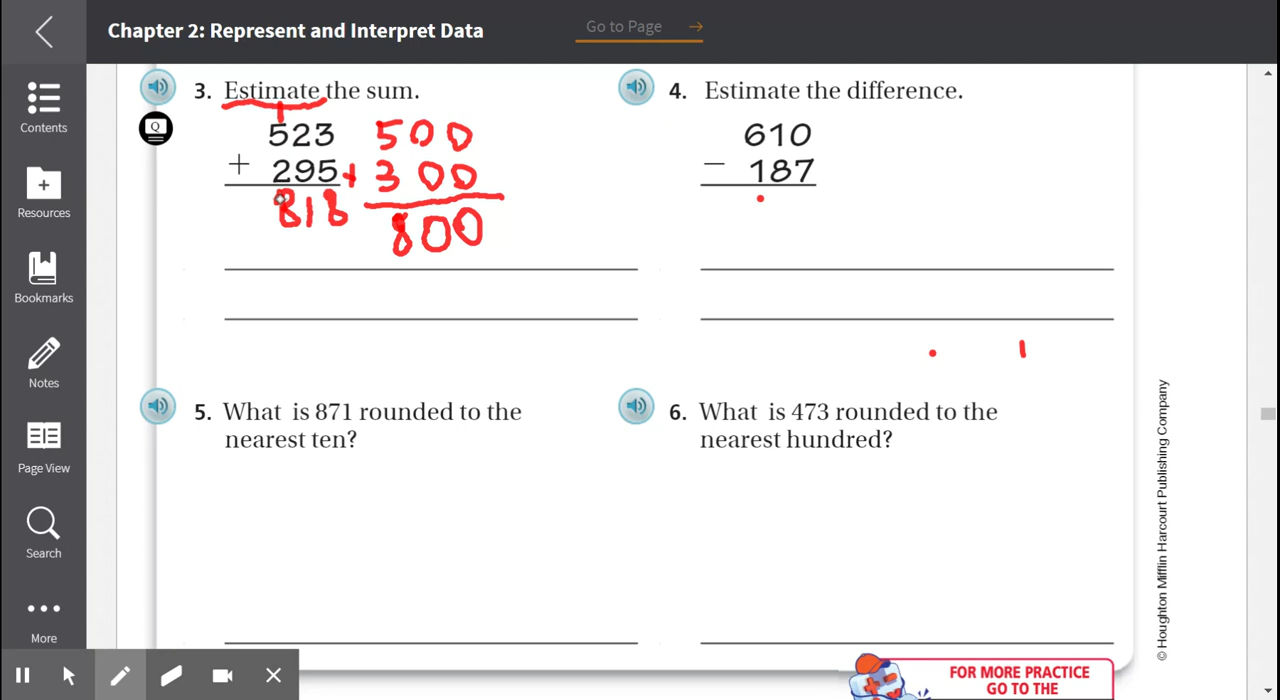 Chapter 2: Represent and Interpret Data
Go to Page →
Contents
Resources
Bookmarks
Notes
Page View
Search
More
3. Estimate the sum.
523 500
+ 295 + 300
818 800
4. Estimate the difference.
610
− 187
5. What is 871 rounded to the
nearest ten?
6. What is 473 rounded to the
nearest hundred?
© Houghton Mifflin Harcourt Publishing Company
FOR MORE PRACTICE
GO TO THE